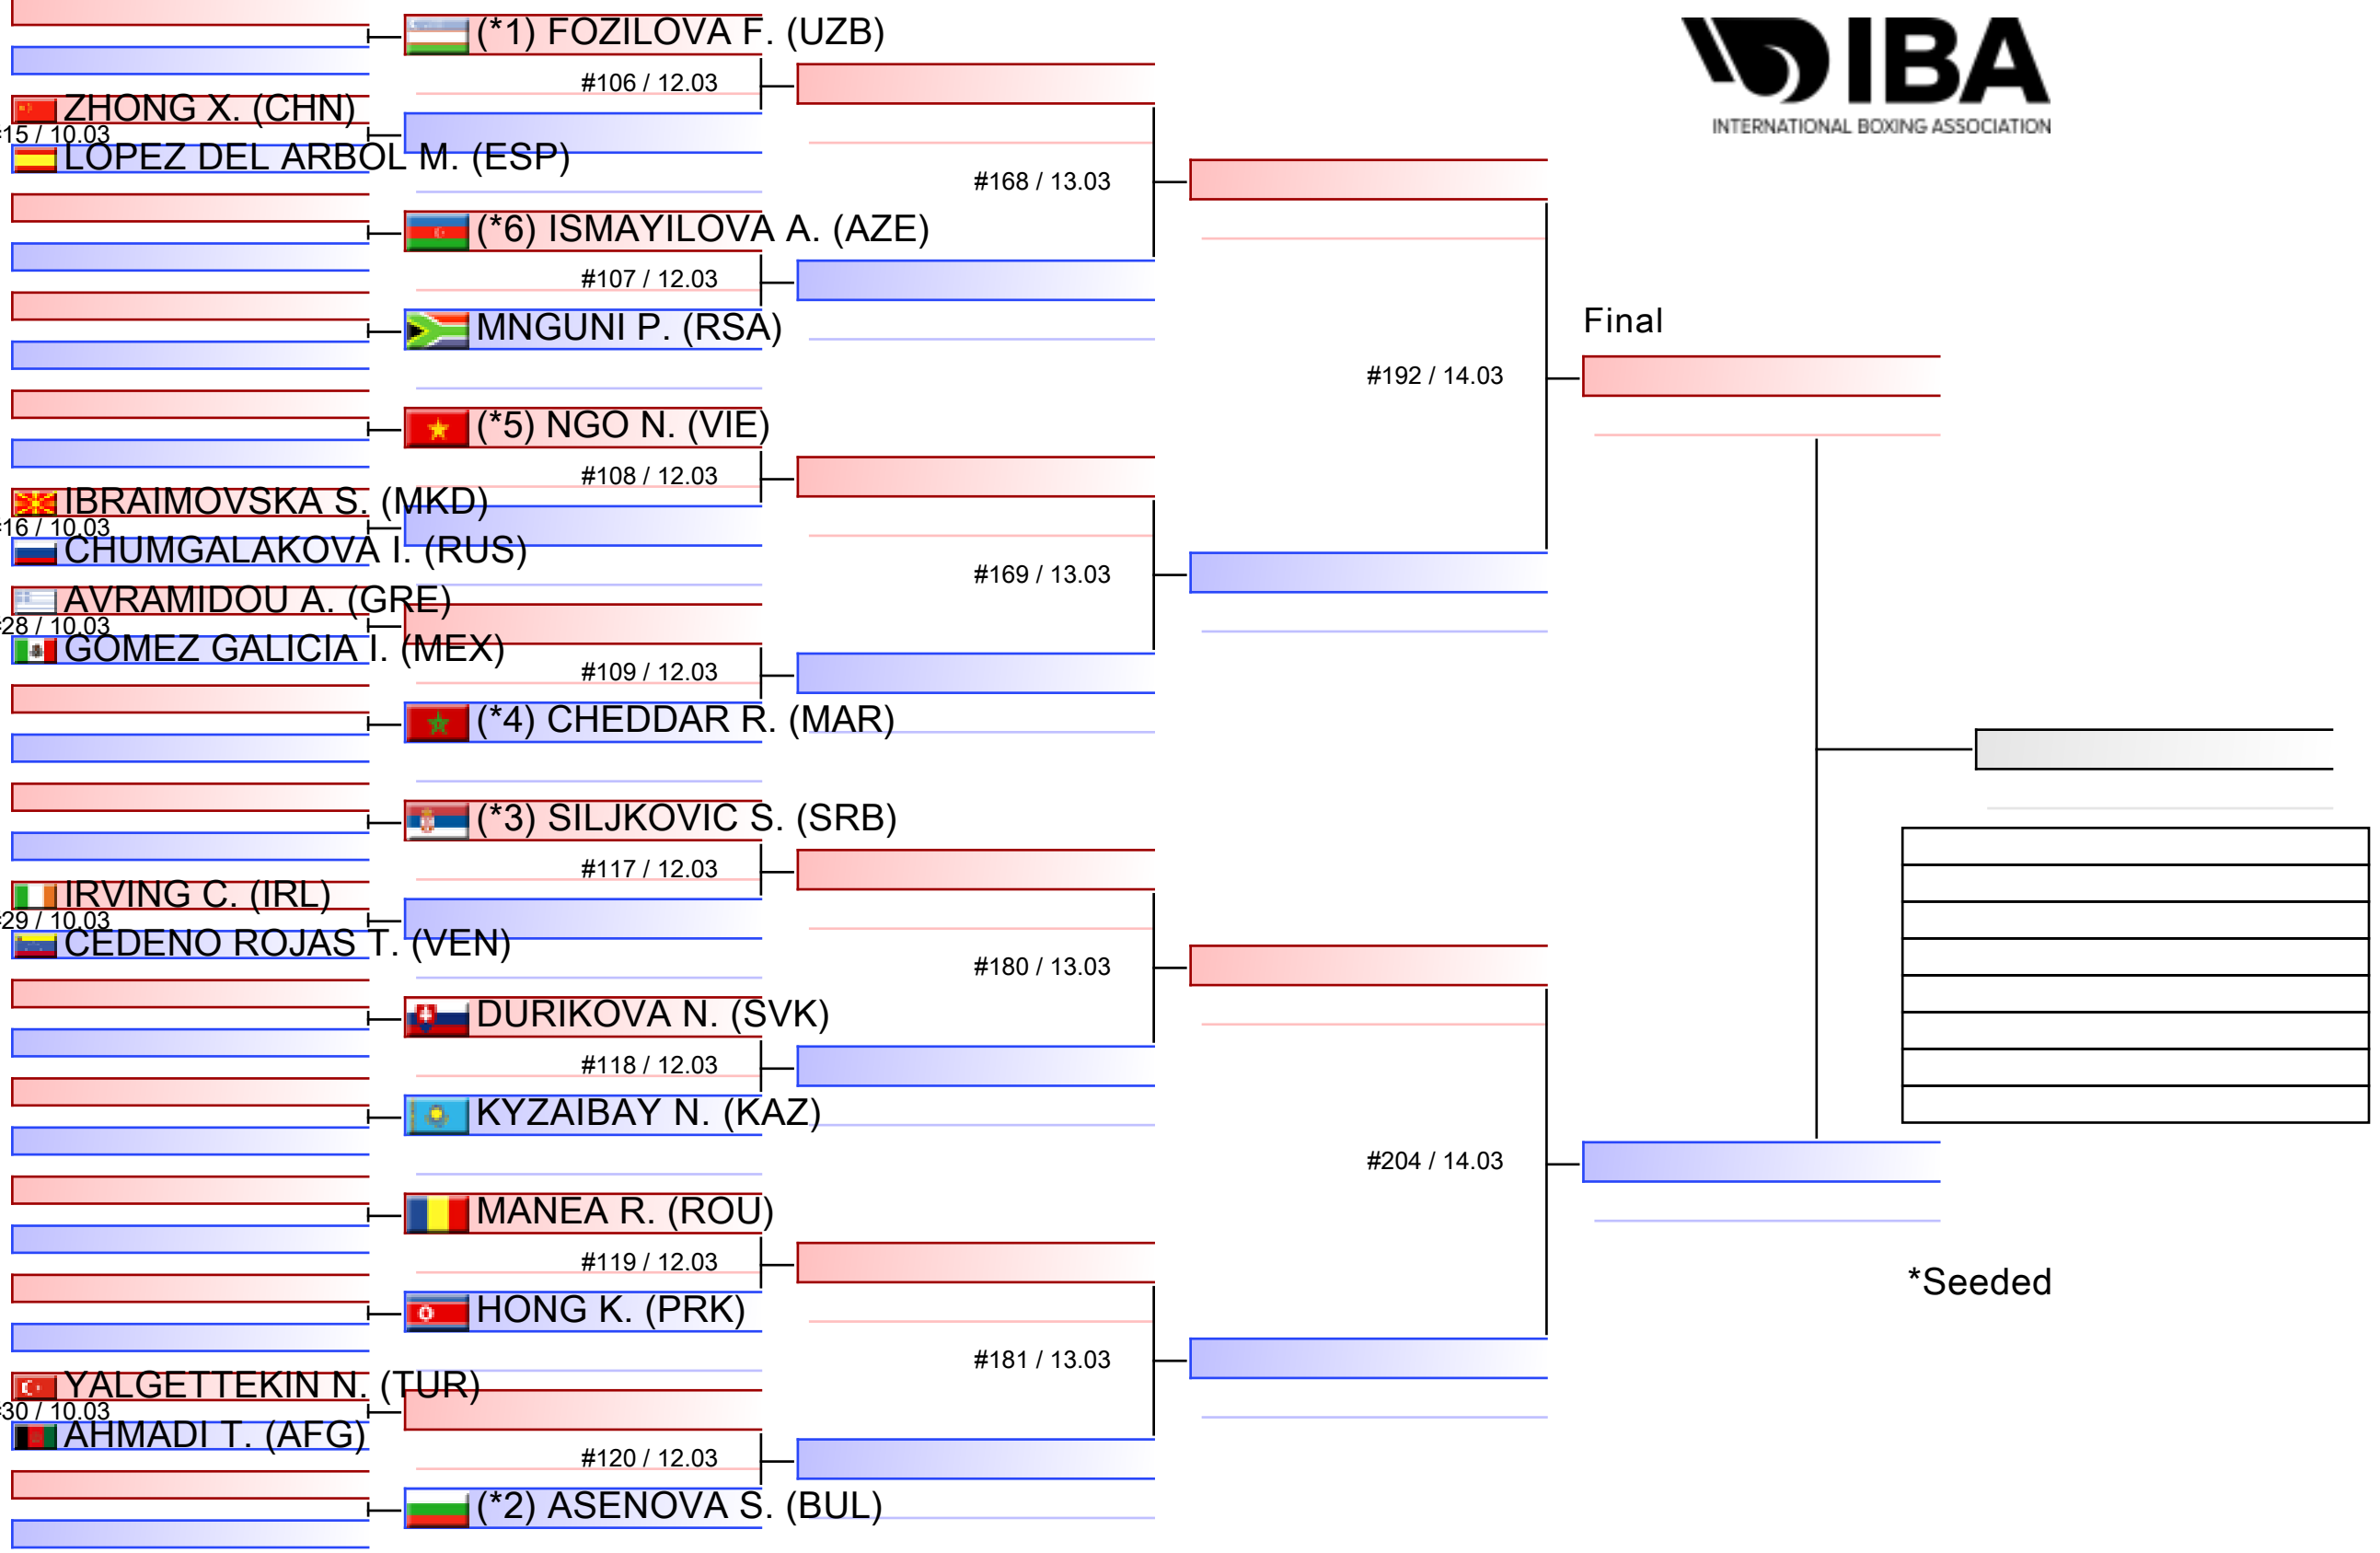 IBA
INTERNATIONAL BOXING ASSOCIATION
ZHONG X. (CHN)
15 / 10.03
LOPEZ DEL ARBOL M. (ESP)
IBRAIMOVSKA S. (MKD)
16 / 10.03
CHUMGALAKOVA I. (RUS)
AVRAMIDOU A. (GRE)
28 / 10.03
GOMEZ GALICIA I. (MEX)
IRVING C. (IRL)
29 / 10.03
CEDENO ROJAS T. (VEN)
YALGETTEKIN N. (TUR)
30 / 10.03
AHMADI T. (AFG)
(*1) FOZILOVA F. (UZB)
#106 / 12.03
(*6) ISMAYILOVA A. (AZE)
#107 / 12.03
MNGUNI P. (RSA)
(*5) NGO N. (VIE)
#108 / 12.03
#109 / 12.03
(*4) CHEDDAR R. (MAR)
(*3) SILJKOVIC S. (SRB)
#117 / 12.03
DURIKOVA N. (SVK)
#118 / 12.03
KYZAIBAY N. (KAZ)
MANEA R. (ROU)
#119 / 12.03
HONG K. (PRK)
#120 / 12.03
(*2) ASENOVA S. (BUL)
#168 / 13.03
#169 / 13.03
#180 / 13.03
#181 / 13.03
#192 / 14.03
#204 / 14.03
Final
*Seeded